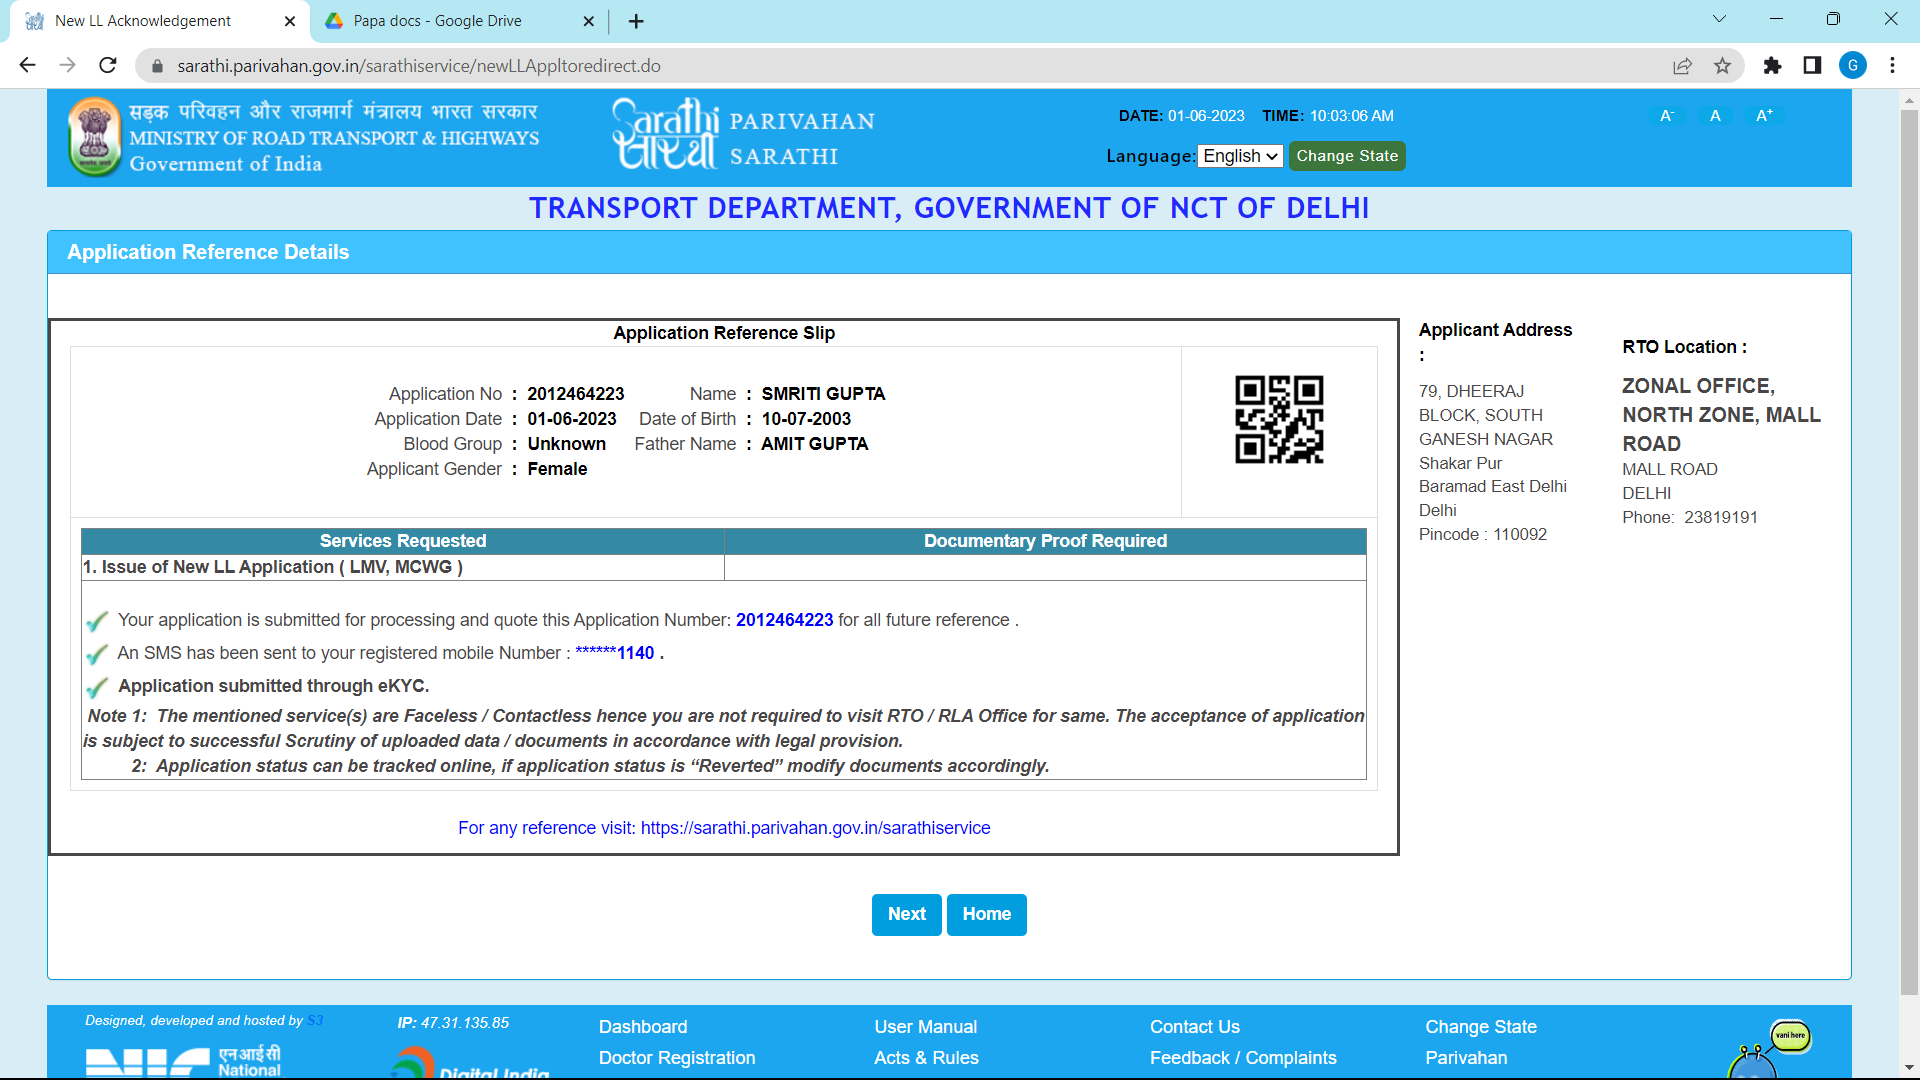 New LL Acknowledgement
Papa docs - Google Drive
sarathi.parivahan.gov.in/sarathiservice/newLLAppltoredirect.do
G
सड़क परिवहन और राजमार्ग मंत्रालय भारत सरकार
MINISTRY OF ROAD TRANSPORT & HIGHWAYS
Government of India
Sarathi
सारथी
PARIVAHAN
SARATHI
DATE: 01-06-2023 TIME: 10:03:06 AM
Language: English Change State
A- A A+
TRANSPORT DEPARTMENT, GOVERNMENT OF NCT OF DELHI
Application Reference Details
Application Reference Slip
Application No : 2012464223 Name : SMRITI GUPTA
Application Date : 01-06-2023 Date of Birth : 10-07-2003
Blood Group : Unknown Father Name : AMIT GUPTA
Applicant Gender : Female
Services Requested Documentary Proof Required
1. Issue of New LL Application ( LMV, MCWG )
Your application is submitted for processing and quote this Application Number: 2012464223 for all future reference .
An SMS has been sent to your registered mobile Number : ******1140 .
Application submitted through eKYC.
Note 1: The mentioned service(s) are Faceless / Contactless hence you are not required to visit RTO / RLA Office for same. The acceptance of application
is subject to successful Scrutiny of uploaded data / documents in accordance with legal provision.
2: Application status can be tracked online, if application status is “Reverted” modify documents accordingly.
For any reference visit: https://sarathi.parivahan.gov.in/sarathiservice
Applicant Address
:
79, DHEERAJ
BLOCK, SOUTH
GANESH NAGAR
Shakar Pur
Baramad East Delhi
Delhi
Pincode : 110092
RTO Location :
ZONAL OFFICE,
NORTH ZONE, MALL
ROAD
MALL ROAD
DELHI
Phone: 23819191
Next Home
Designed, developed and hosted by S3
NIC
एन आई सी
National
IP: 47.31.135.85
Digital India
Dashboard
Doctor Registration
User Manual
Acts & Rules
Contact Us
Feedback / Complaints
Change State
Parivahan
vani here